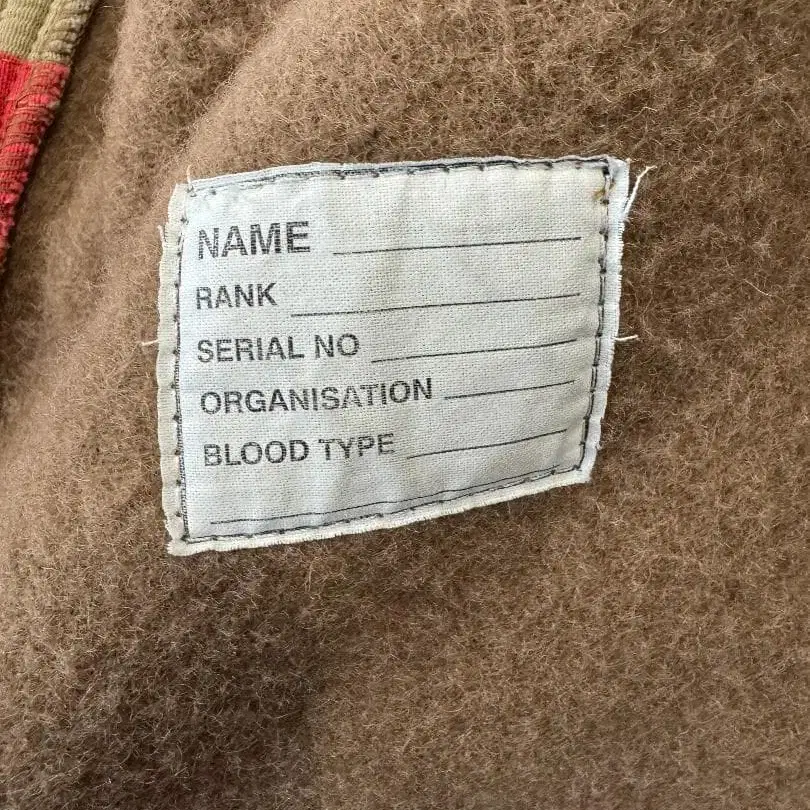 NAME
RANK
SERIAL NO
ORGANISATION
BLOOD TYPE